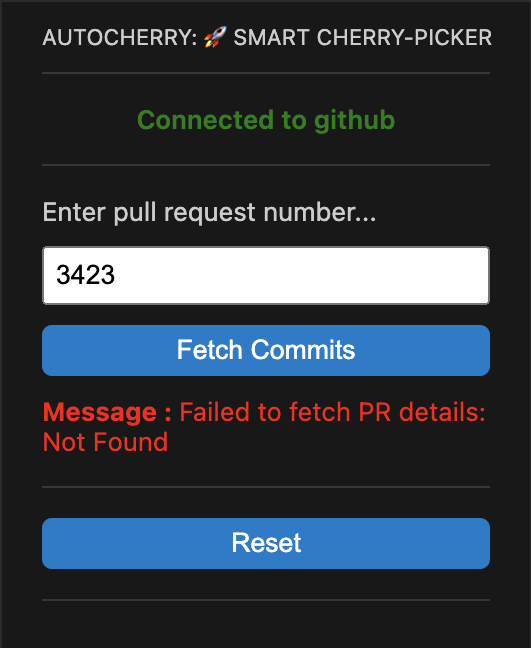 AUTOCHERRY: 🚀 SMART CHERRY-PICKER
Connected to github
Enter pull request number...
3423
Fetch Commits
Message : Failed to fetch PR details:
Not Found
Reset